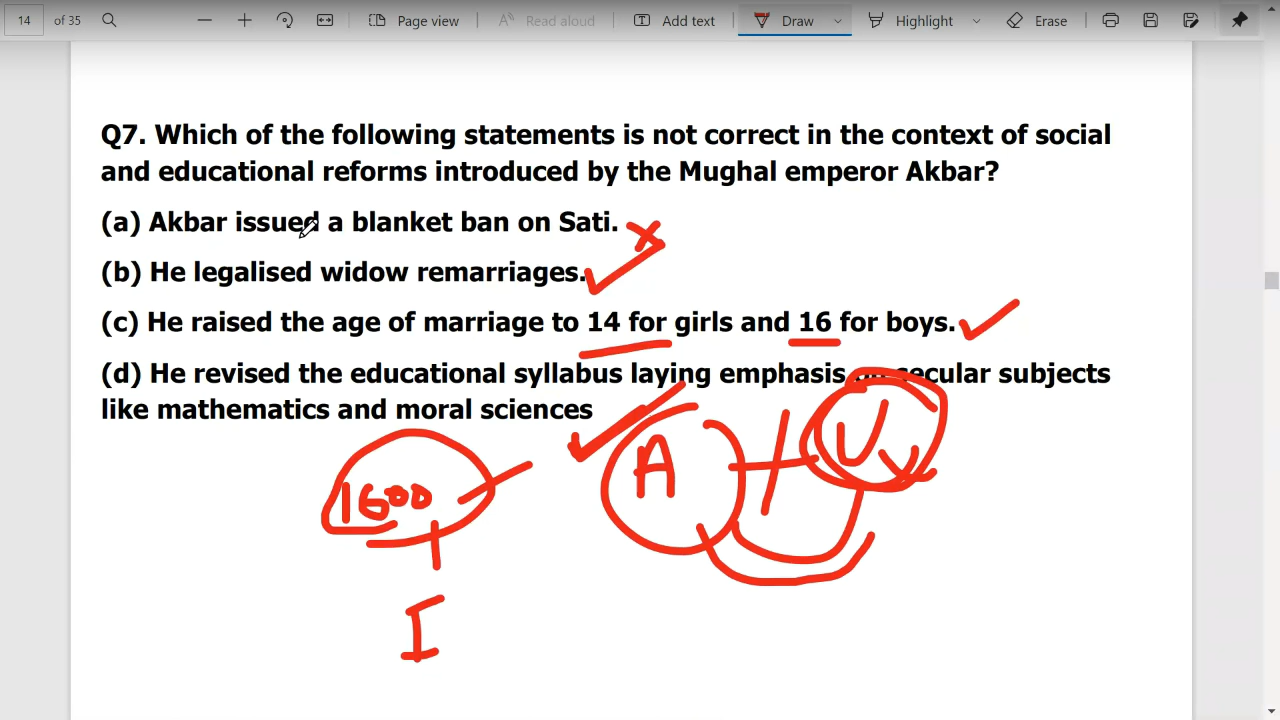 14 of 35 Page view Read aloud Add text Draw Highlight Erase
Q7. Which of the following statements is not correct in the context of social
and educational reforms introduced by the Mughal emperor Akbar?
(a) Akbar issued a blanket ban on Sati.
(b) He legalised widow remarriages.
(c) He raised the age of marriage to 14 for girls and 16 for boys.
(d) He revised the educational syllabus laying emphasis on secular subjects
like mathematics and moral sciences
A
1600
I